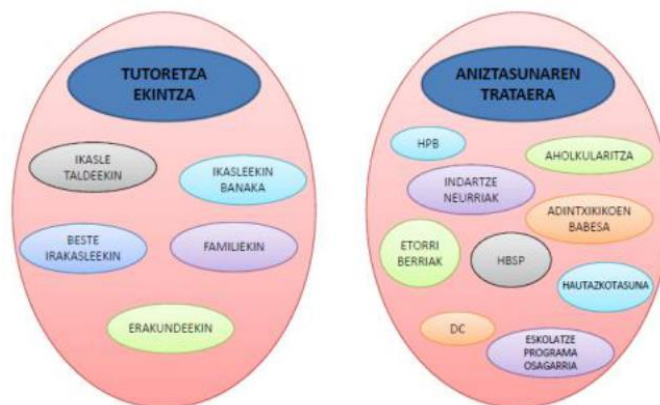 TUTORETZA
EKINTZA
IKASLE
TALDEEKIN
IKASLEEKIN
BANAKA
BESTE
IRAKASLEEKIN
FAMILIEKIN
ERAKUNDEEKIN
ANIZTASUNAREN
TRATAERA
HPB
AHOLKULARITZA
INDARTZE
NEURRIAK
ADINTXIKIKOEN
BABESA
ETORRI
BERRIAK
HBSP
HAUTAZKOTASUNA
DC
ESKOLATZE
PROGRAMA
OSAGARRIA